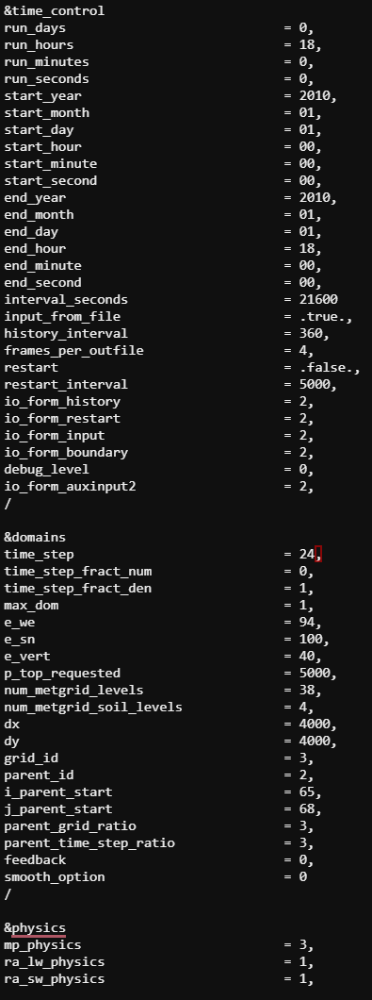 &time_control
run_days = 0,
run_hours = 18,
run_minutes = 0,
run_seconds = 0,
start_year = 2010,
start_month = 01,
start_day = 01,
start_hour = 00,
start_minute = 00,
start_second = 00,
end_year = 2010,
end_month = 01,
end_day = 01,
end_hour = 18,
end_minute = 00,
end_second = 00,
interval_seconds = 21600
input_from_file = .true.,
history_interval = 360,
frames_per_outfile = 4,
restart = .false.,
restart_interval = 5000,
io_form_history = 2,
io_form_restart = 2,
io_form_input = 2,
io_form_boundary = 2,
debug_level = 0,
io_form_auxinput2 = 2,
/
&domains
time_step = 24,
time_step_fract_num = 0,
time_step_fract_den = 1,
max_dom = 1,
e_we = 94,
e_sn = 100,
e_vert = 40,
p_top_requested = 5000,
num_metgrid_levels = 38,
num_metgrid_soil_levels = 4,
dx = 4000,
dy = 4000,
grid_id = 3,
parent_id = 2,
i_parent_start = 65,
j_parent_start = 68,
parent_grid_ratio = 3,
parent_time_step_ratio = 3,
feedback = 0,
smooth_option = 0
/
&physics
mp_physics = 3,
ra_lw_physics = 1,
ra_sw_physics = 1,